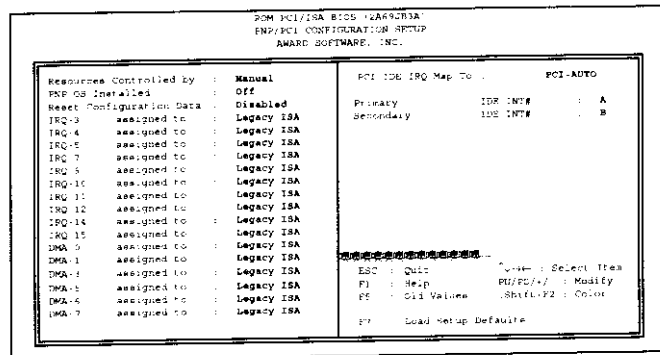 ROM PCI/ISA BIOS (2A69JB3A)
PNP/PCI CONFIGURATION SETUP
AWARD SOFTWARE, INC.
Resources Controlled by : Manual
PNP OS Installed : Off
Reset Configuration Data : Disabled
IRQ-3 assigned to : Legacy ISA
IRQ-4 assigned to : Legacy ISA
IRQ-5 assigned to : Legacy ISA
IRQ-7 assigned to : Legacy ISA
IRQ-9 assigned to : Legacy ISA
IRQ-10 assigned to : Legacy ISA
IRQ-11 assigned to : Legacy ISA
IRQ-12 assigned to : Legacy ISA
IRQ-14 assigned to : Legacy ISA
IRQ-15 assigned to : Legacy ISA
DMA-0 assigned to : Legacy ISA
DMA-1 assigned to : Legacy ISA
DMA-3 assigned to : Legacy ISA
DMA-5 assigned to : Legacy ISA
DMA-6 assigned to : Legacy ISA
DMA-7 assigned to : Legacy ISA
PCI IDE IRQ Map To : PCI-AUTO
Primary IDE INT# : A
Secondary IDE INT# : B
ESC : Quit : Select Item
F1 : Help PU/PD/+/- : Modify
F5 : Old Values (Shift)F2 : Color
F7 : Load Setup Defaults